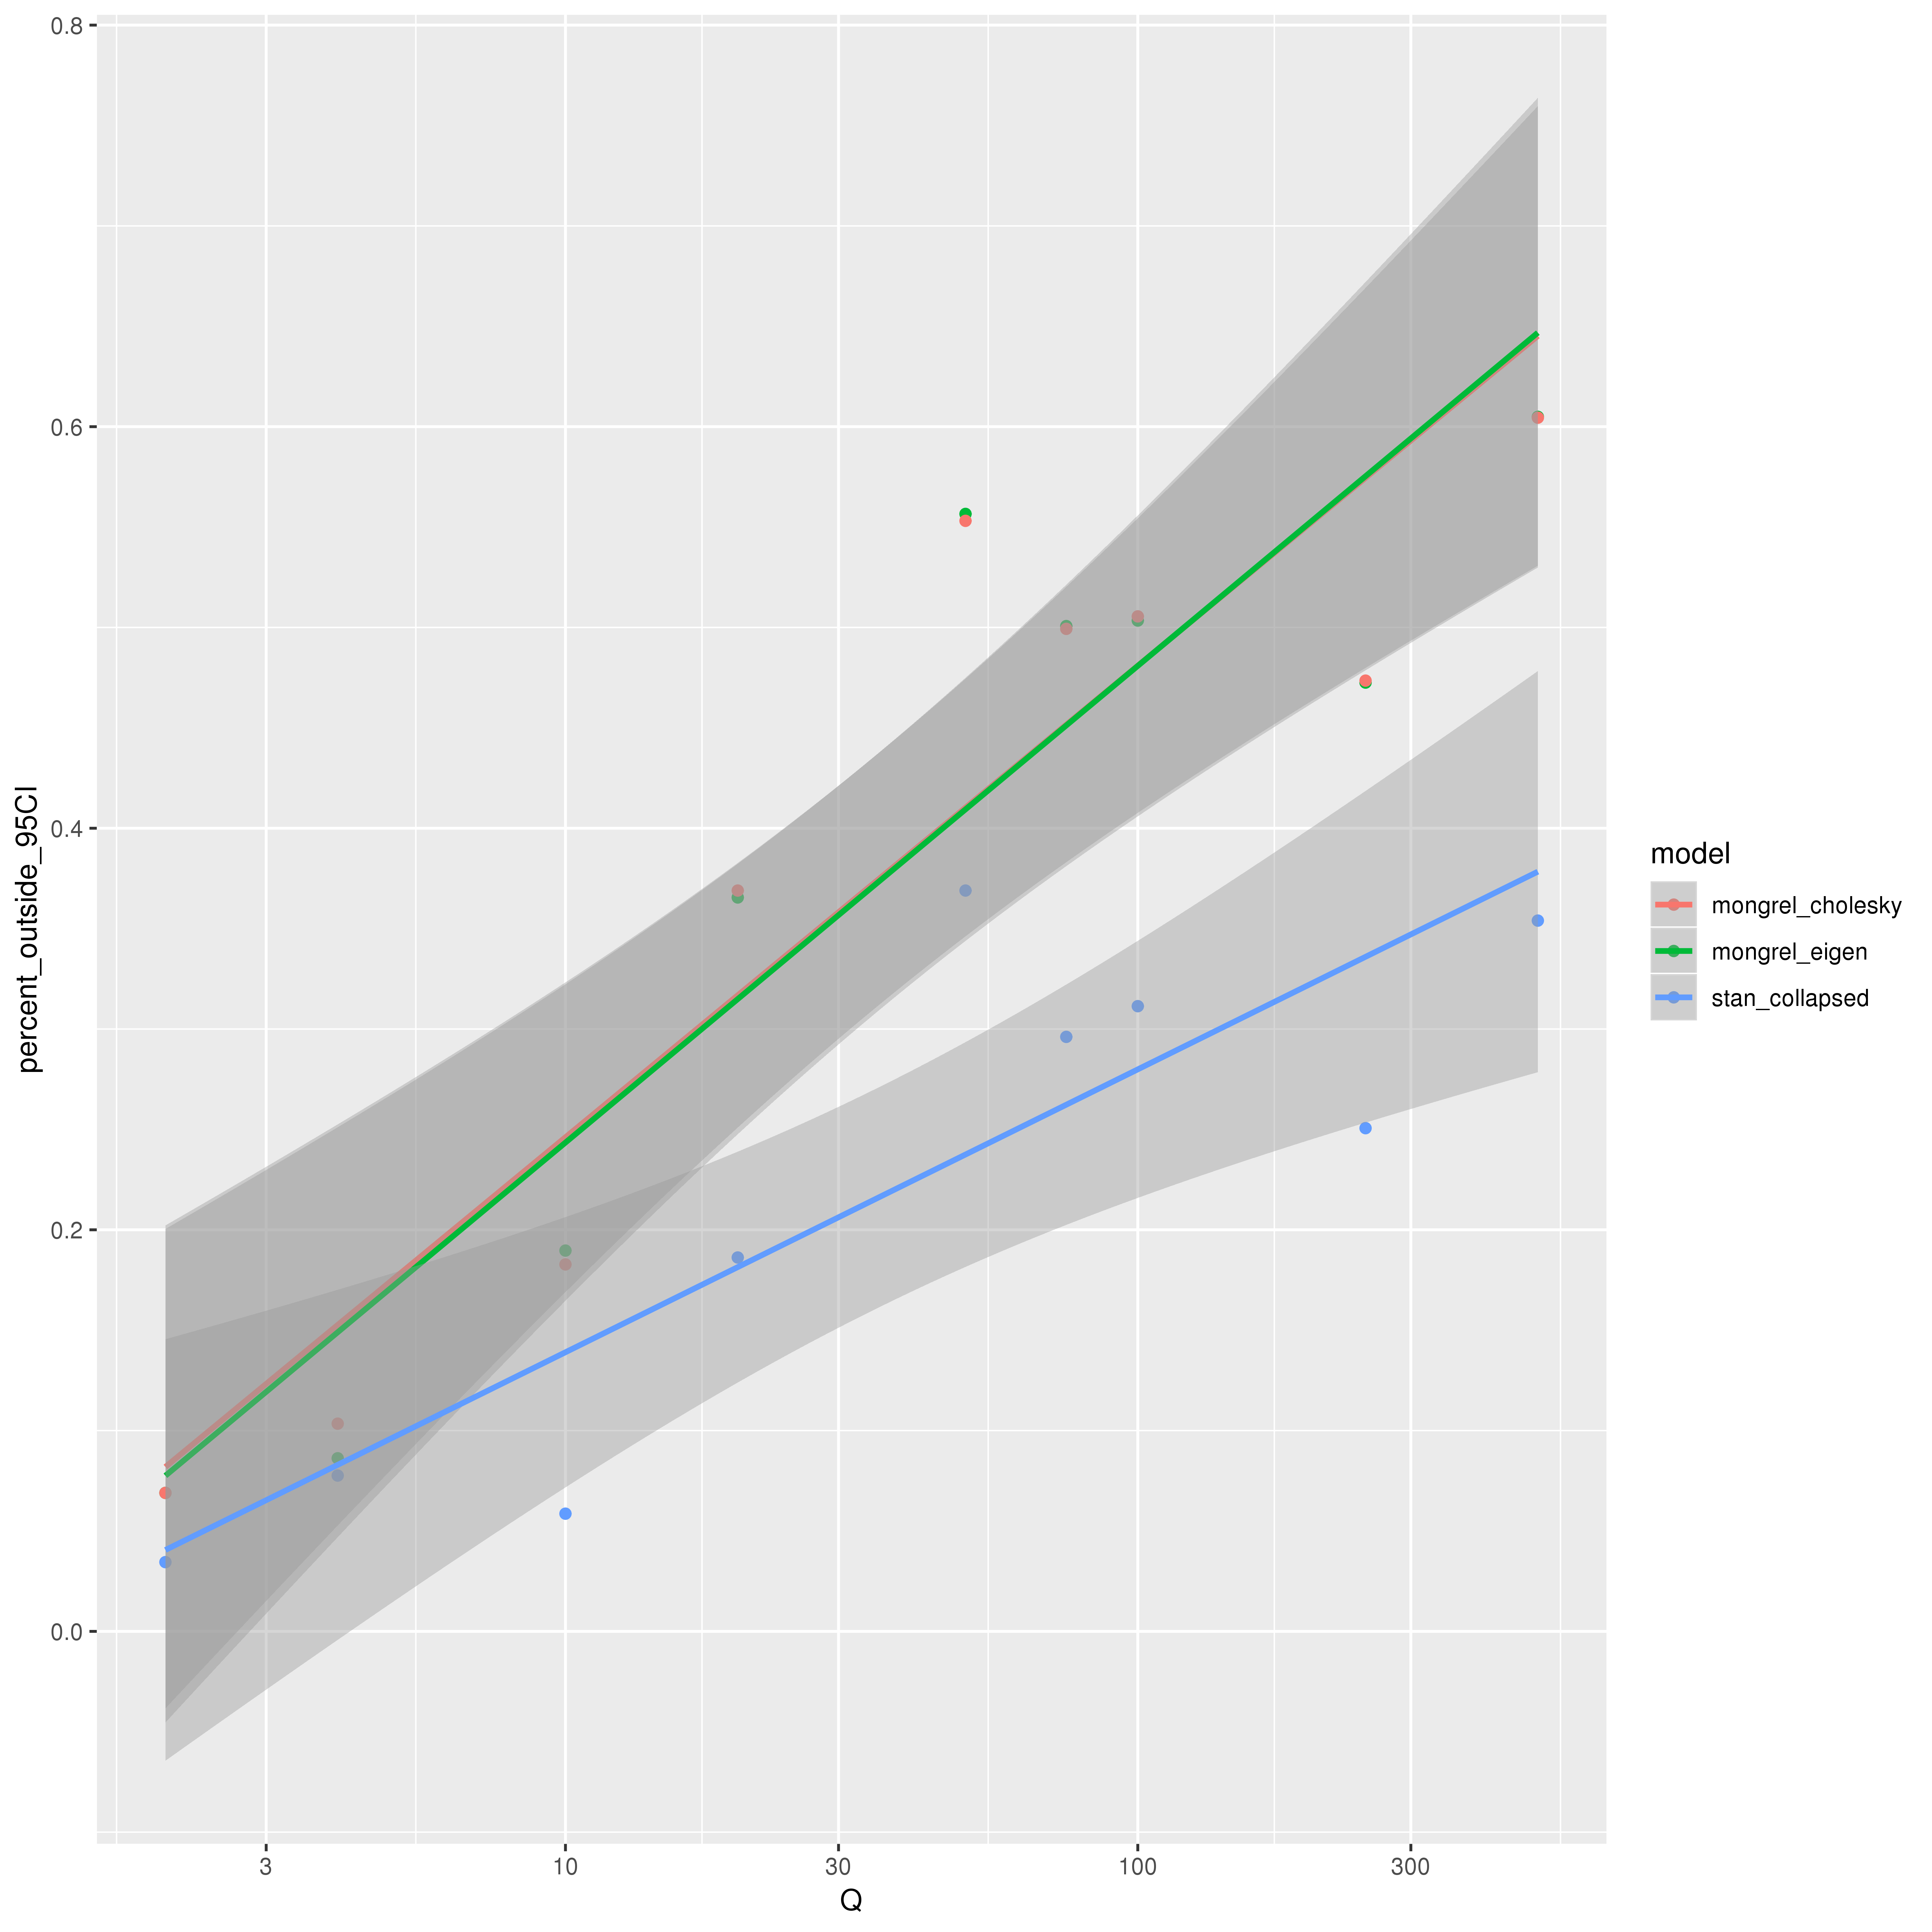 0.8
0.6
0.4
0.2
0.0
percent_outside_95CI
3
10
30
100
300
Q
model
mongrel_cholesky
mongrel_eigen
stan_collapsed